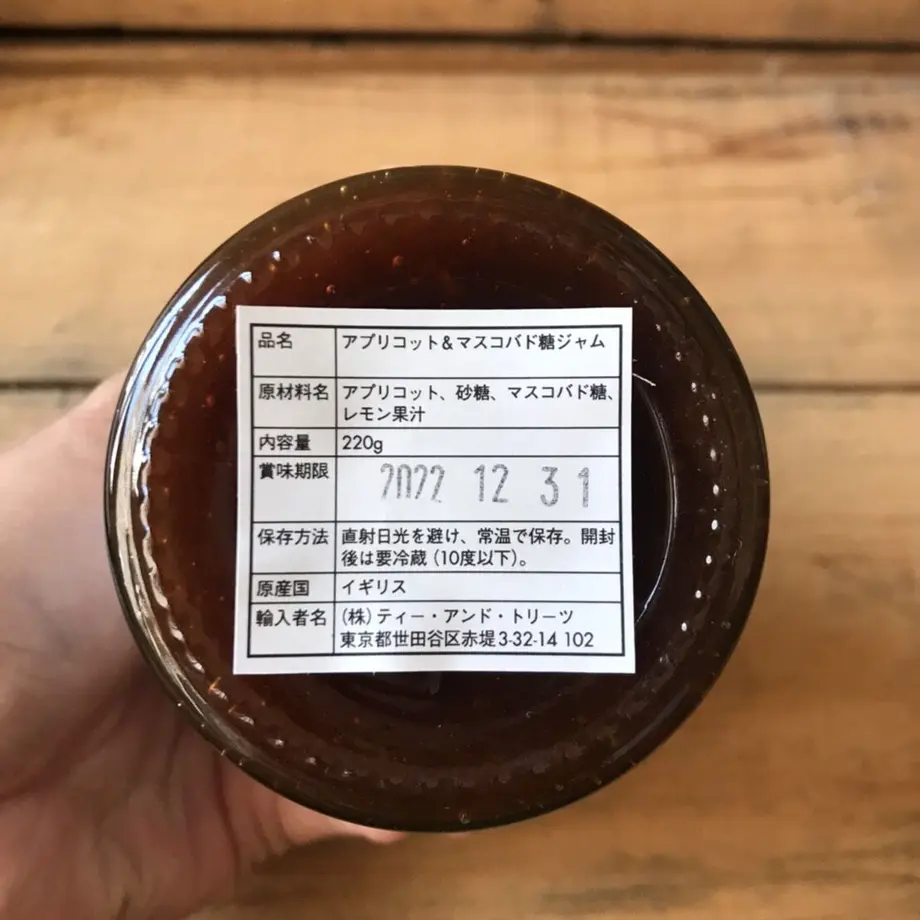 品名 アプリコット&マスコバド糖ジャム
原材料名 アプリコット、砂糖、マスコバド糖、
レモン果汁
内容量 220g
賞味期限 2022 12 31
保存方法 直射日光を避け、常温で保存。開封
後は要冷蔵(10度以下)。
原産国 イギリス
輸入者名 (株)ティー・アンド・トリーツ
東京都世田谷区赤堤3-32-14 102